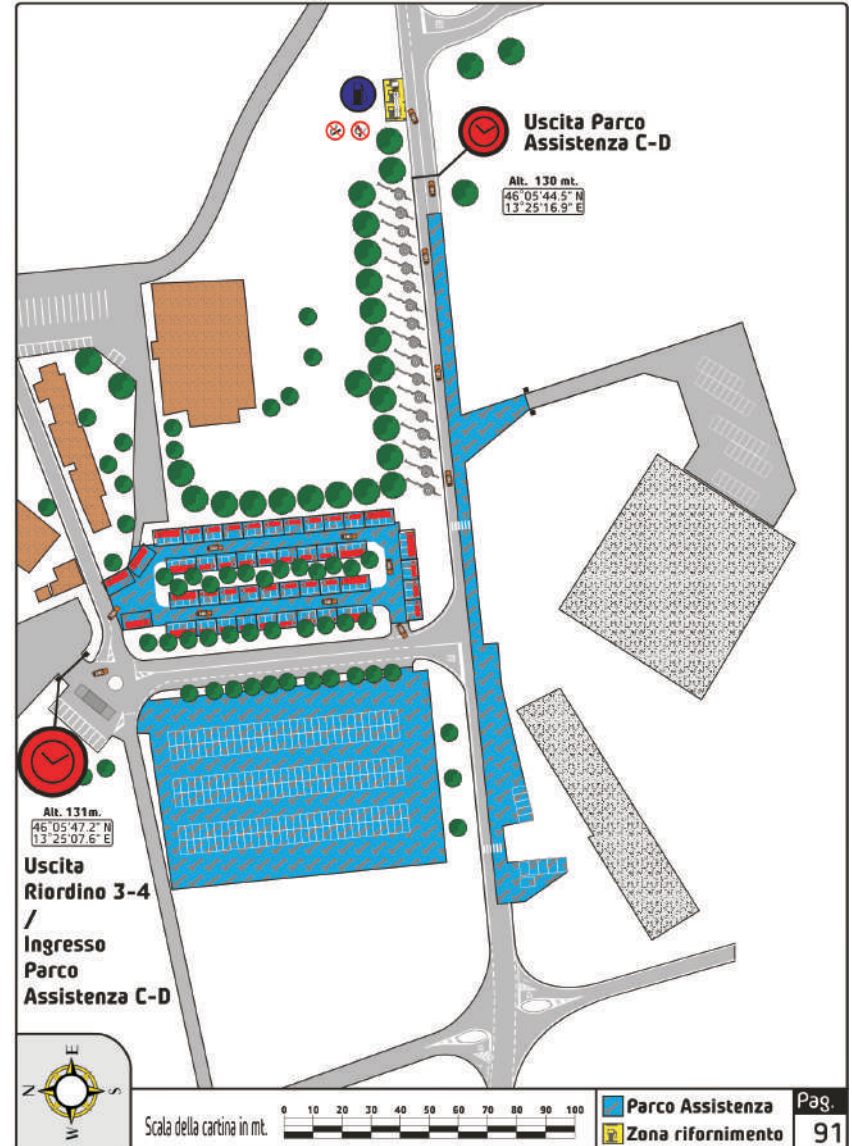 Uscita Parco
Assistenza C-D
Alt. 130 mt.
46°05'44.5" N
13°25'16.9" E
Alt. 131m.
46°05'47.2" N
13°25'07.6" E
Uscita
Riordino 3-4
/
Ingresso
Parco
Assistenza C-D
N
E
S
W
Scala della cartina in mt.
0 10 20 30 40 50 60 70 80 90 100
Parco Assistenza
Zona rifornimento
Pag.
91